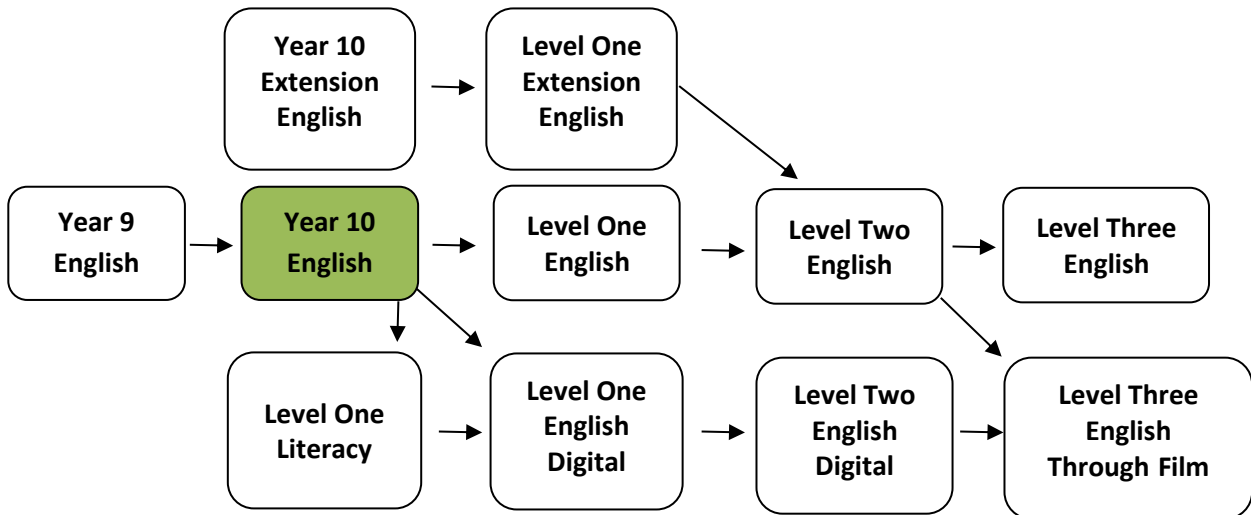 Year 10
Extension
English
Level One
Extension
English
Year 9
English
Year 10
English
Level One
English
Level Two
English
Level Three
English
Level One
Literacy
Level One
English
Digital
Level Two
English
Digital
Level Three
English
Through Film